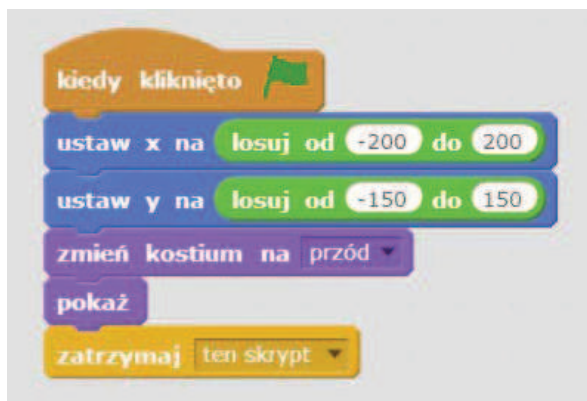 kiedy kliknięto
ustaw x na losuj od -200 do 200
ustaw y na losuj od -150 do 150
zmień kostium na przód
pokaż
zatrzymaj ten skrypt